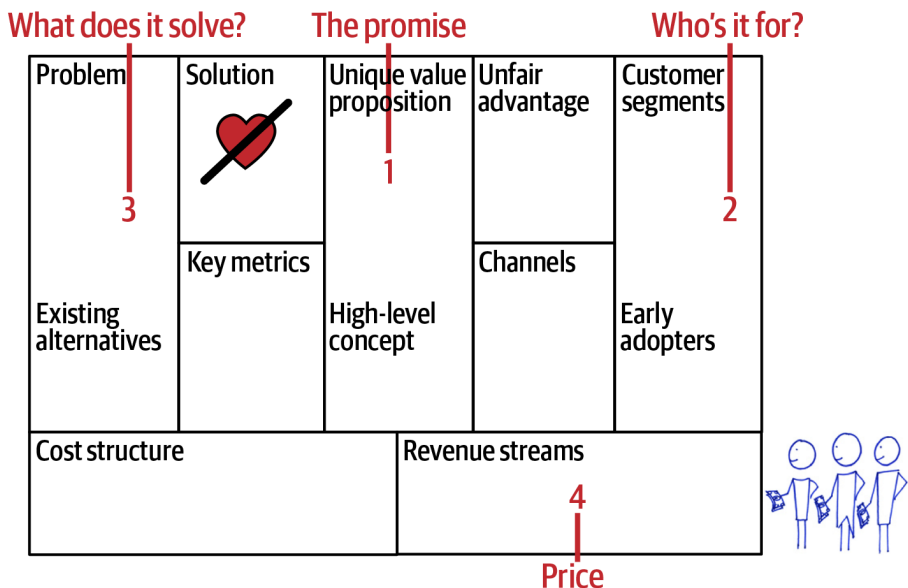 What does it solve?
The promise
Who's it for?
Problem
Solution
Unique value
proposition
Unfair
advantage
Customer
segments
1
3
2
Key metrics
Channels
Existing
alternatives
High-level
concept
Early
adopters
Cost structure
Revenue streams
4
Price